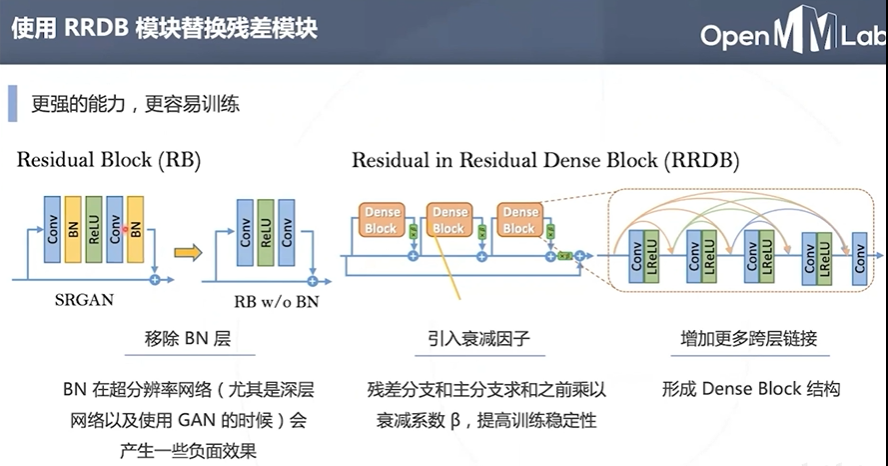 使用 RRDB 模块替换残差模块
Open MM Lab
更强的能力，更容易训练
Residual Block (RB)
Residual in Residual Dense Block (RRDB)
Conv
BN
ReLU
Conv
BN
SRGAN
Conv
ReLU
Conv
RB w/o BN
Dense
Block
Dense
Block
Dense
Block
Conv
LReLU
Conv
LReLU
Conv
LReLU
Conv
LReLU
Conv
移除 BN 层
BN 在超分辨率网络（尤其是深层
网络以及使用 GAN 的时候）会
产生一些负面效果
引入衰减因子
残差分支和主分支求和之前乘以
衰减系数 β，提高训练稳定性
增加更多跨层链接
形成 Dense Block 结构